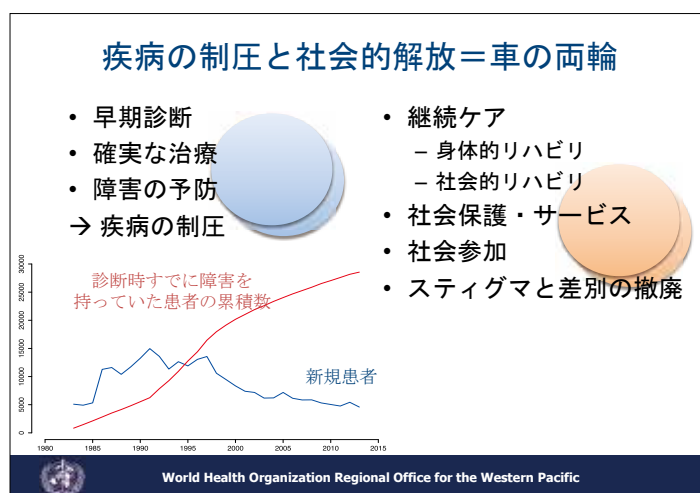 疾病の制圧と社会的解放＝車の両輪
• 早期診断
• 確実な治療
• 障害の予防
→ 疾病の制圧
• 継続ケア
– 身体的リハビリ
– 社会的リハビリ
• 社会保護・サービス
• 社会参加
• スティグマと差別の撤廃
診断時すでに障害を
持っていた患者の累積数
新規患者
30000
25000
20000
15000
10000
5000
0
1980 1985 1990 1995 2000 2005 2010 2015
World Health Organization Regional Office for the Western Pacific